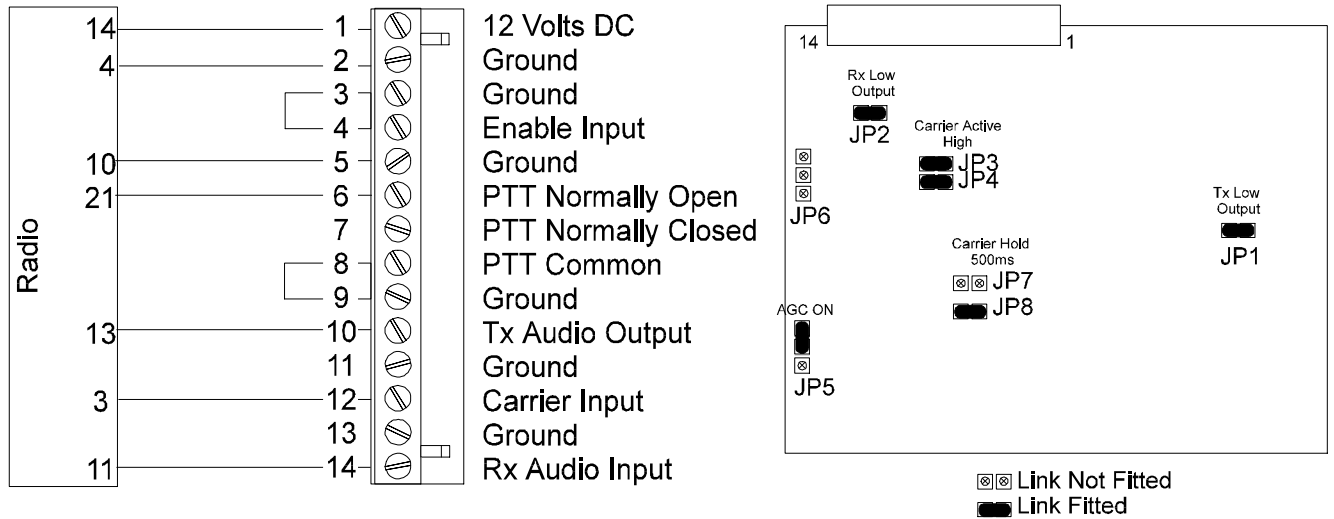 Radio
14 1 12 Volts DC
4 2 Ground
3 Ground
4 Enable Input
10 5 Ground
21 6 PTT Normally Open
7 PTT Normally Closed
8 PTT Common
9 Ground
13 10 Tx Audio Output
11 Ground
3 12 Carrier Input
13 Ground
11 14 Rx Audio Input
14 1
Rx Low
Output
JP2
Carrier Active
High
JP3
JP4
JP6
Tx Low
Output
JP1
Carrier Hold
500ms
JP7
JP8
AGC ON
JP5
Link Not Fitted
Link Fitted